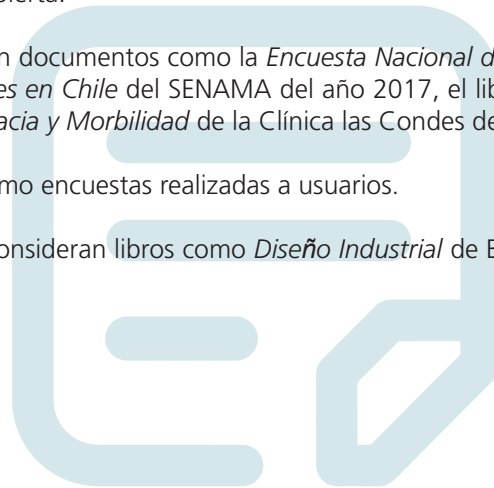 bierta.
n documentos como la Encuesta Nacional d
es en Chile del SENAMA del año 2017, el lib
acia y Morbilidad de la Clínica las Condes de
mo encuestas realizadas a usuarios.
onsideran libros como Diseño Industrial de B